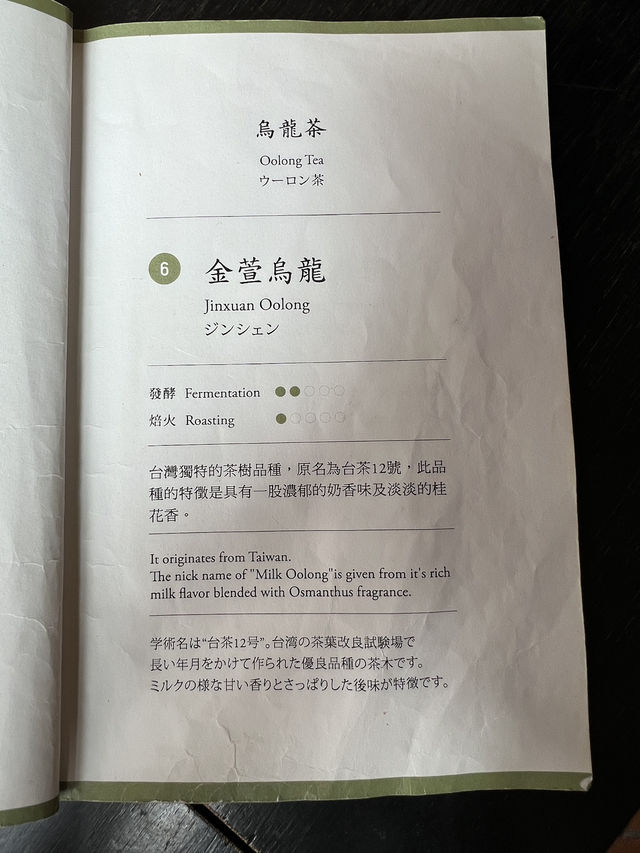 烏龍茶
Oolong Tea
ウーロン茶
6 金萱烏龍
Jinxuan Oolong
ジンシェン
發酵 Fermentation
焙火 Roasting
台灣獨特的茶樹品種，原名為台茶12號，此品
種的特徵是具有一股濃郁的奶香味及淡淡的桂
花香。
It originates from Taiwan.
The nick name of "Milk Oolong"is given from it's rich
milk flavor blended with Osmanthus fragrance.
学術名は“台茶12号”。台湾の茶葉改良試験場で
長い年月をかけて作られた優良品種の茶木です。
ミルクの様な甘い香りとさっぱりした後味が特徴です。